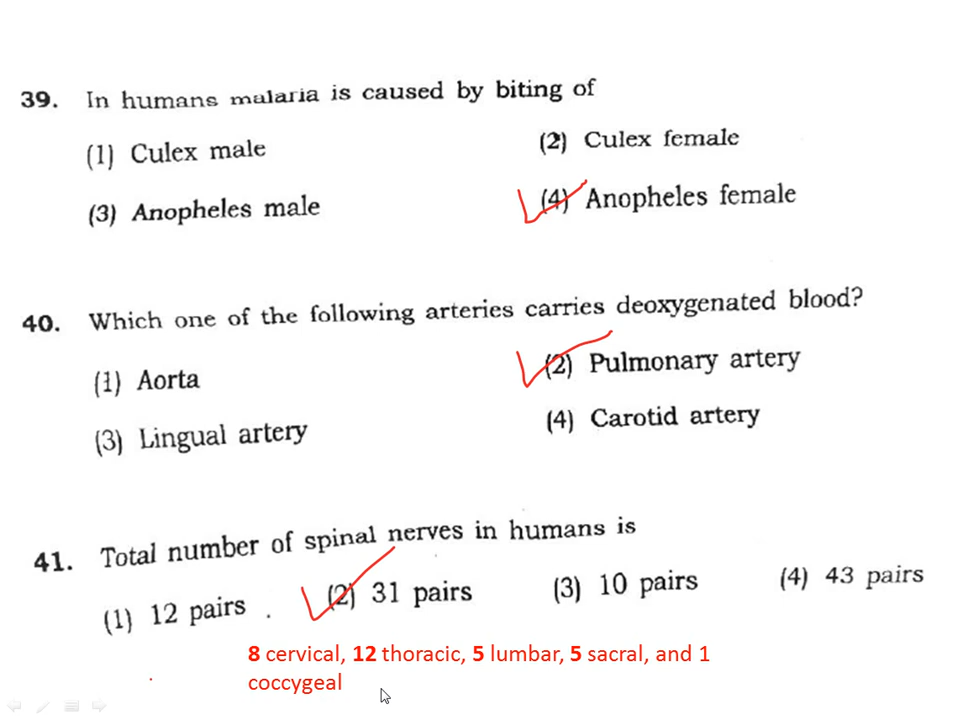 39. In humans malaria is caused by biting of
(1) Culex male (2) Culex female
(3) Anopheles male (4) Anopheles female
40. Which one of the following arteries carries deoxygenated blood?
(1) Aorta (2) Pulmonary artery
(3) Lingual artery (4) Carotid artery
41. Total number of spinal nerves in humans is
(1) 12 pairs . (2) 31 pairs (3) 10 pairs (4) 43 pairs
8 cervical, 12 thoracic, 5 lumbar, 5 sacral, and 1
coccygeal